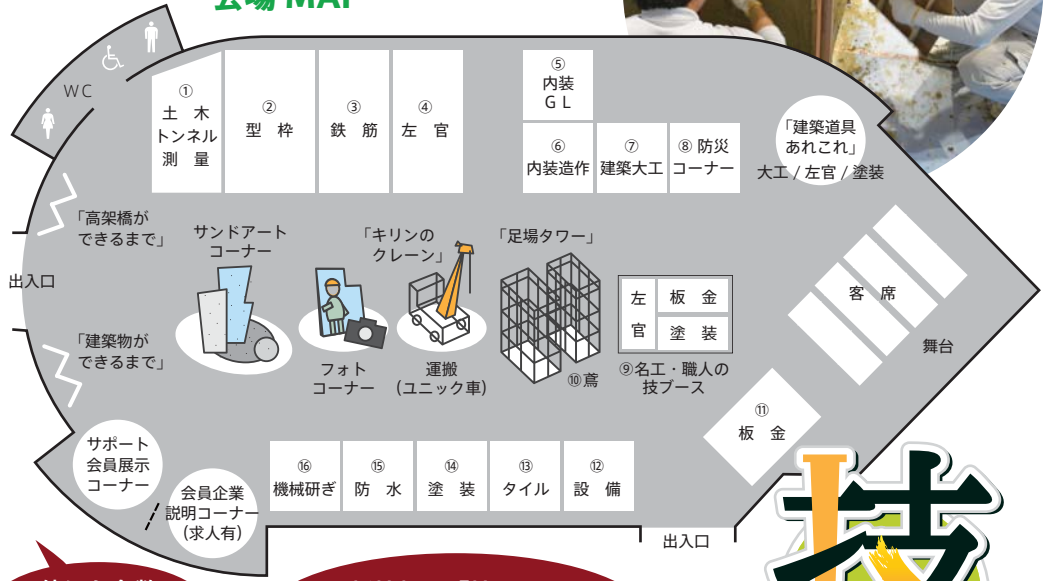 会場 MAP
WC
①
土 木
トンネル
測 量
②
型 枠
③
鉄 筋
④
左 官
⑤
内装
G L
⑥
内装造作
⑦
建築大工
⑧ 防災
コーナー
「建築道具
あれこれ」
大工 / 左官 / 塗装
「高架橋が
できるまで」
サンドアート
コーナー
「キリンの
クレーン」
「足場タワー」
出入口
左
官
板 金
塗 装
客 席
舞台
「建築物が
できるまで」
フォト
コーナー
運搬
(ユニック車)
⑩鳶
⑨名工・職人の
技ブース
⑪
板 金
サポート
会員展示
コーナー
会員企業
説明コーナー
(求人有)
⑯
機械研ぎ
⑮
防 水
⑭
塗 装
⑬
タイル
⑫
設 備
出入口
技